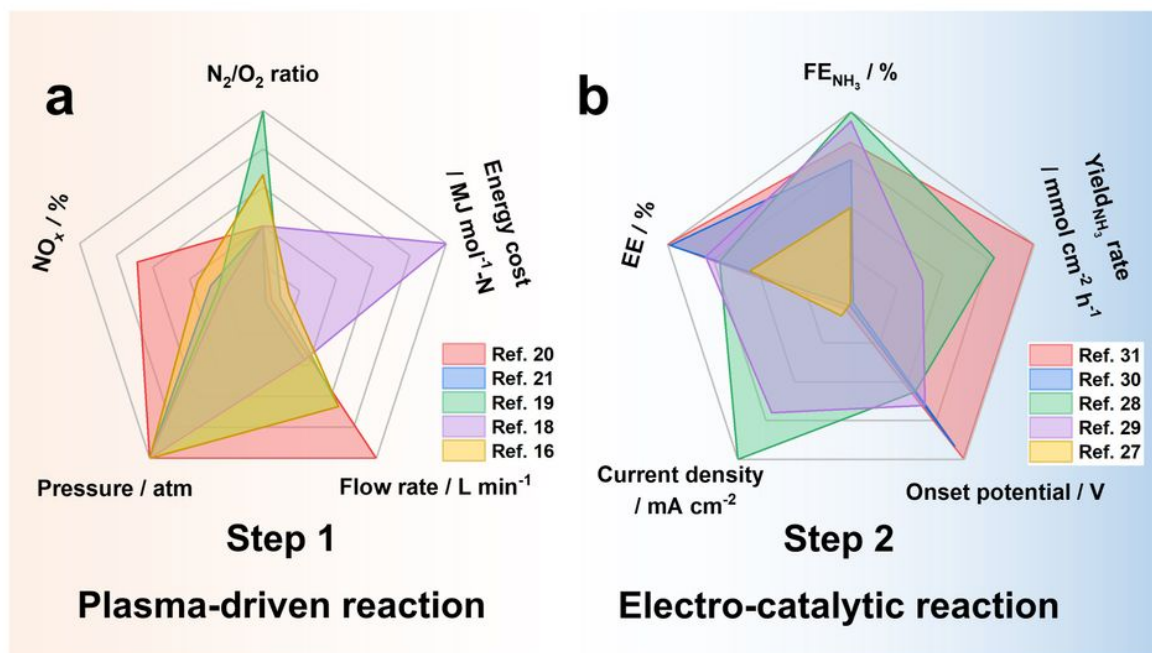 a
N₂/O₂ ratio
Energy cost
/ MJ mol⁻¹-N
Flow rate / L min⁻¹
Pressure / atm
NOₓ / %
Ref. 20
Ref. 21
Ref. 19
Ref. 18
Ref. 16
Step 1
Plasma-driven reaction
b
FE_NH₃ / %
Yield_NH₃ rate
/ mmol cm⁻² h⁻¹
Onset potential / V
Current density
/ mA cm⁻²
EE / %
Ref. 31
Ref. 30
Ref. 28
Ref. 29
Ref. 27
Step 2
Electro-catalytic reaction